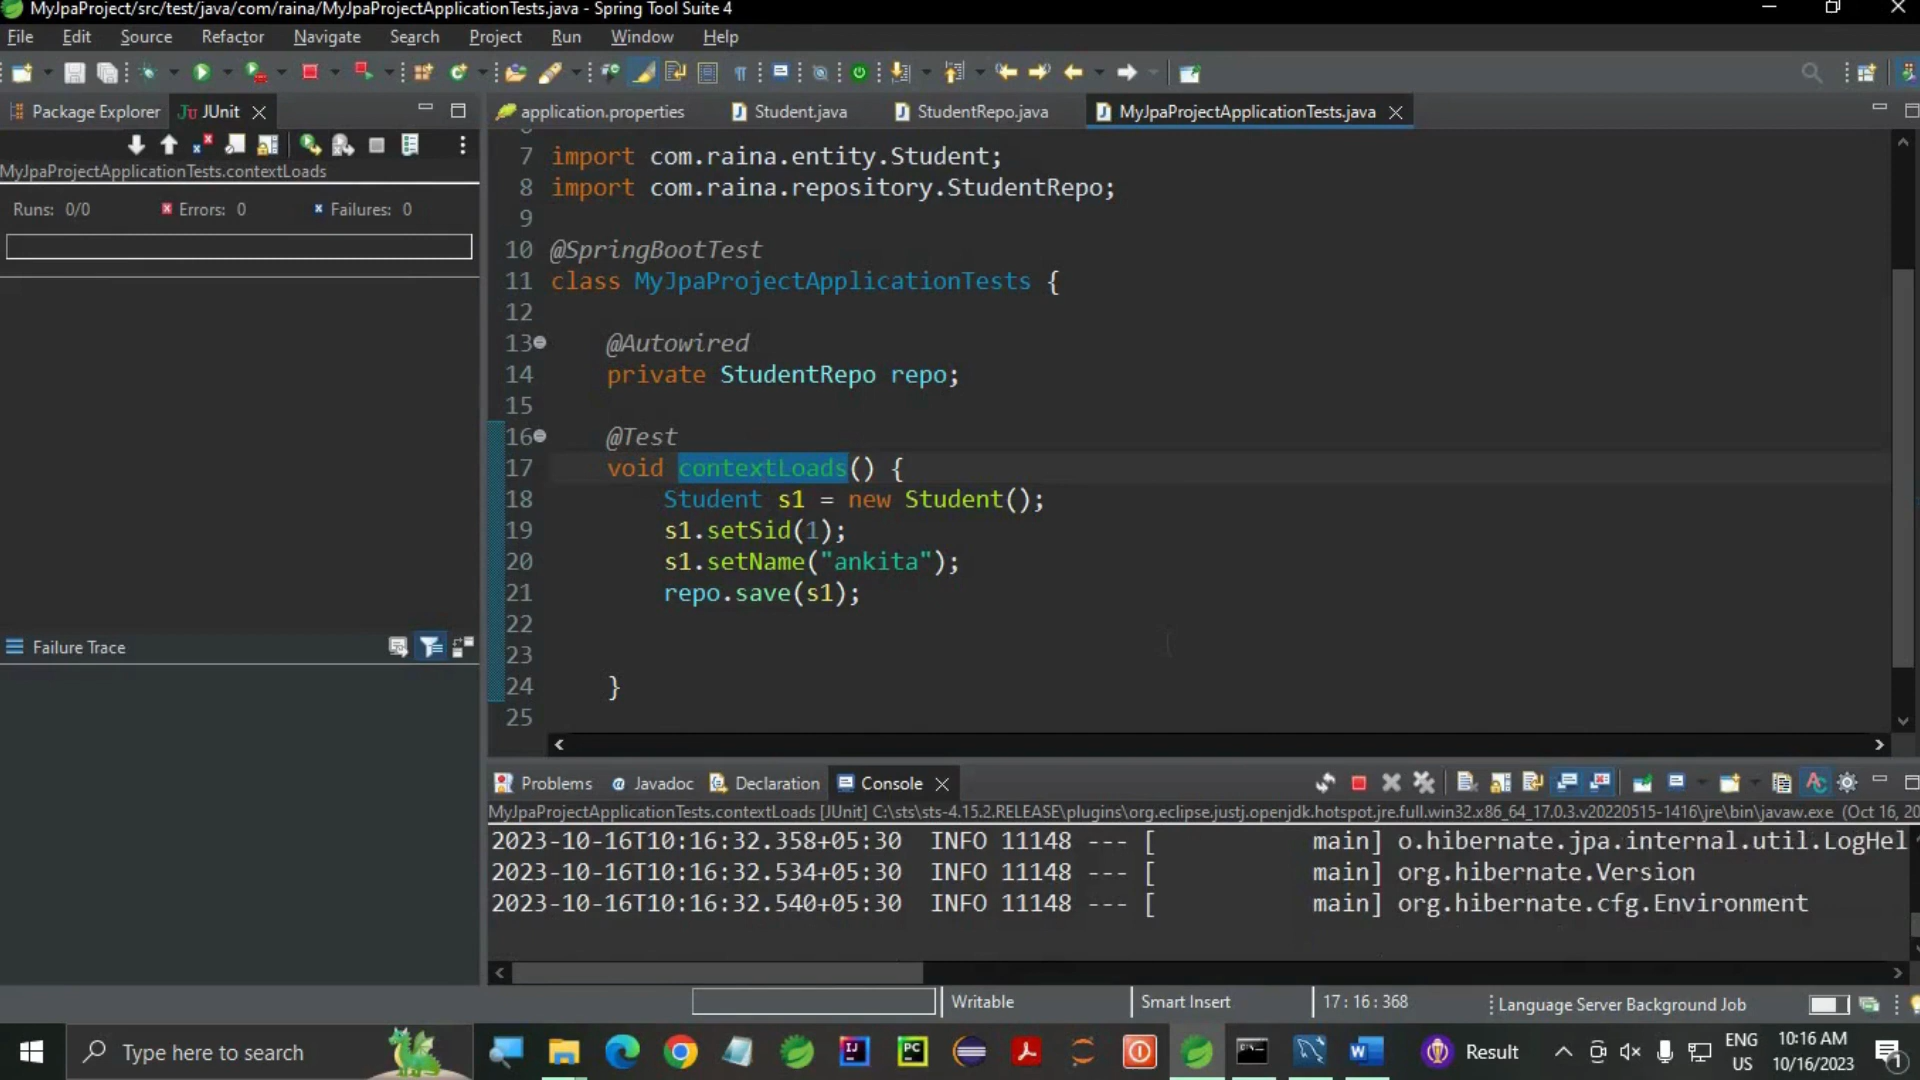 MyJpaProject/src/test/java/com/raina/MyJpaProjectApplicationTests.java - Spring Tool Suite 4
File Edit Source Refactor Navigate Search Project Run Window Help
Package Explorer JUnit
application.properties Student.java StudentRepo.java MyJpaProjectApplicationTests.java
MyJpaProjectApplicationTests.contextLoads
Runs: 0/0 Errors: 0 Failures: 0
Failure Trace
7 import com.raina.entity.Student;
8 import com.raina.repository.StudentRepo;
9
10 @SpringBootTest
11 class MyJpaProjectApplicationTests {
12
13 @Autowired
14 private StudentRepo repo;
15
16 @Test
17 void contextLoads() {
18 Student s1 = new Student();
19 s1.setSid(1);
20 s1.setName("ankita");
21 repo.save(s1);
22
23
24 }
25
Problems Javadoc Declaration Console
MyJpaProjectApplicationTests.contextLoads [JUnit] C:\sts\sts-4.15.2.RELEASE\plugins\org.eclipse.justj.openjdk.hotspot.jre.full.win32.x86_64_17.0.3.v20220515-1416\jre\bin\javaw.exe (Oct 16, 20
2023-10-16T10:16:32.358+05:30 INFO 11148 --- [ main] o.hibernate.jpa.internal.util.LogHel
2023-10-16T10:16:32.534+05:30 INFO 11148 --- [ main] org.hibernate.Version
2023-10-16T10:16:32.540+05:30 INFO 11148 --- [ main] org.hibernate.cfg.Environment
Writable Smart Insert 17 : 16 : 368 Language Server Background Job
Type here to search
Result
ENG
US
10:16 AM
10/16/2023
1